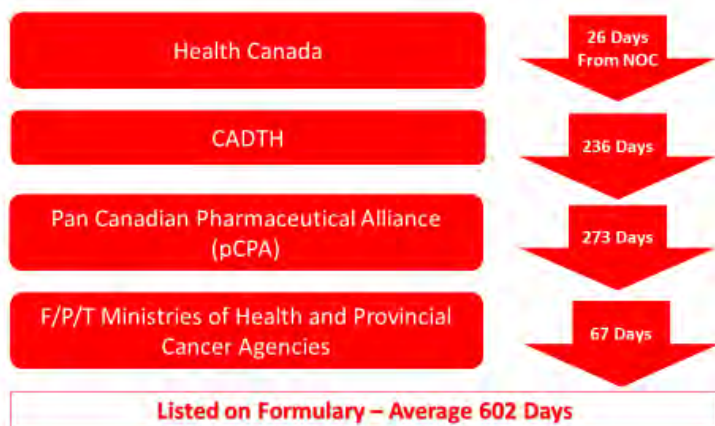 Health Canada
26 Days
From NOC
CADTH
236 Days
Pan Canadian Pharmaceutical Alliance
(pCPA)
273 Days
F/P/T Ministries of Health and Provincial
Cancer Agencies
67 Days
Listed on Formulary – Average 602 Days